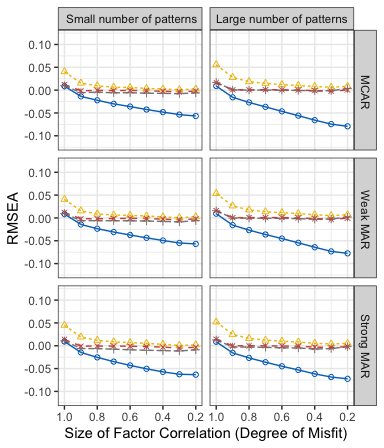 Small number of patterns
Large number of patterns
0.10
0.05
0.00
-0.05
-0.10
MCAR
0.10
0.05
0.00
-0.05
-0.10
Weak MAR
0.10
0.05
0.00
-0.05
-0.10
Strong MAR
RMSEA
1.0 0.8 0.6 0.4 0.2
1.0 0.8 0.6 0.4 0.2
Size of Factor Correlation (Degree of Misfit)